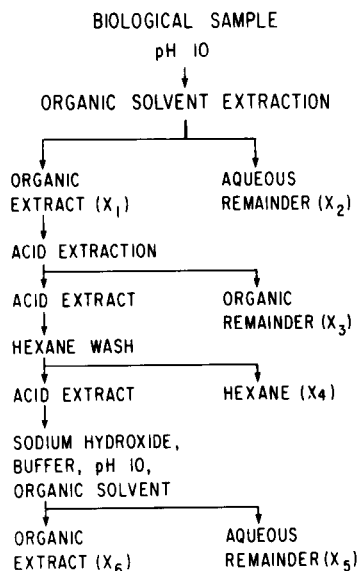 BIOLOGICAL SAMPLE
pH 10
ORGANIC SOLVENT EXTRACTION
ORGANIC
EXTRACT (X1)
AQUEOUS
REMAINDER (X2)
ACID EXTRACTION
ACID EXTRACT
ORGANIC
REMAINDER (X3)
HEXANE WASH
ACID EXTRACT
HEXANE (X4)
SODIUM HYDROXIDE,
BUFFER, pH 10,
ORGANIC SOLVENT
ORGANIC
EXTRACT (X6)
AQUEOUS
REMAINDER (X5)